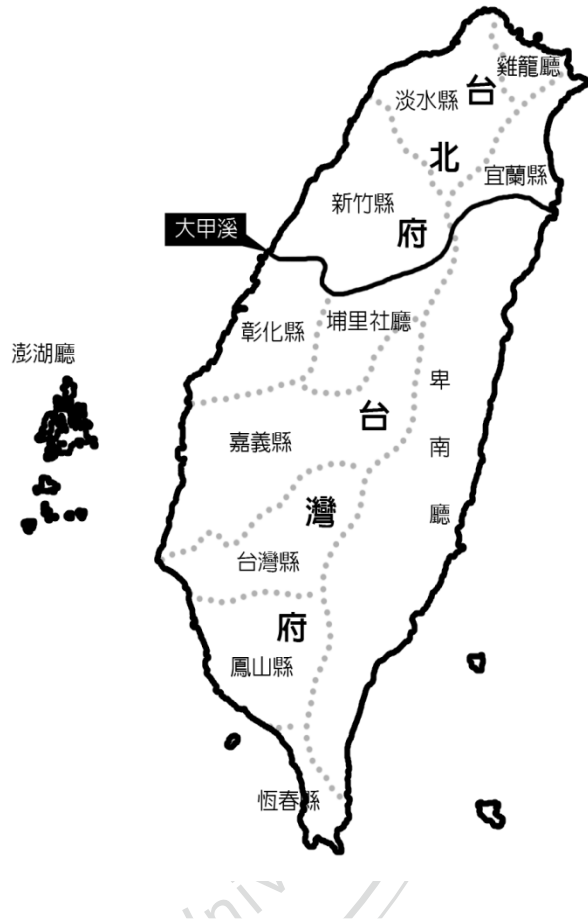 雞籠廳
淡水縣
台北府
宜蘭縣
新竹縣
大甲溪
彰化縣
埔里社廳
澎湖廳
卑南廳
台灣府
嘉義縣
台灣縣
鳳山縣
恆春縣
Univ